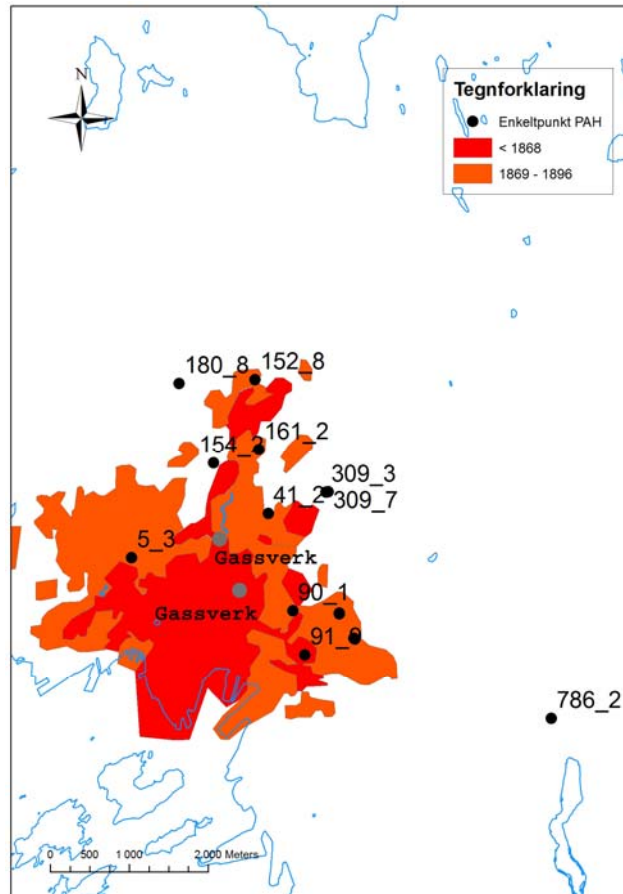 N
Tegnforklaring
Enkeltpunkt PAH
< 1868
1869 - 1896
180_8
152_8
161_2
154_2
309_3
309_7
41_2
5_3
Gassverk
Gassverk
90_1
786_2
0 500 1 000 2 000 Meters